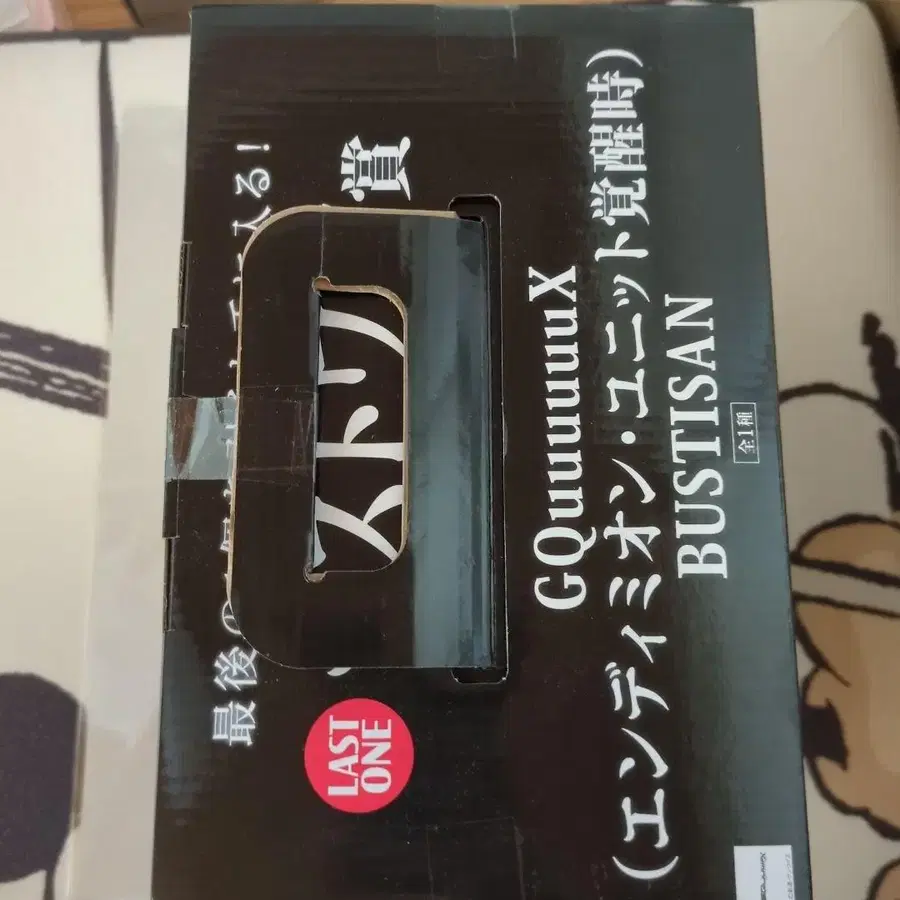 最後の
入る!
LAST
ONE
ストワ
賞
GQuuuuuuX
(エンディミオン・ユニット覚醒時)
BUSTISAN
全1種